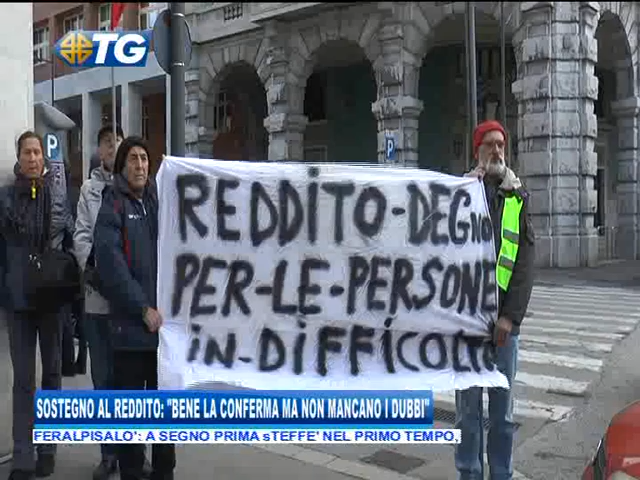 TG
P
P
REDDITO-DEGNO
PER-LE-PERSONE
iN-DiFFiCOLTÀ
SOSTEGNO AL REDDITO: "BENE LA CONFERMA MA NON MANCANO I DUBBI"
FERALPISALO': A SEGNO PRIMA sTEFFE' NEL PRIMO TEMPO,